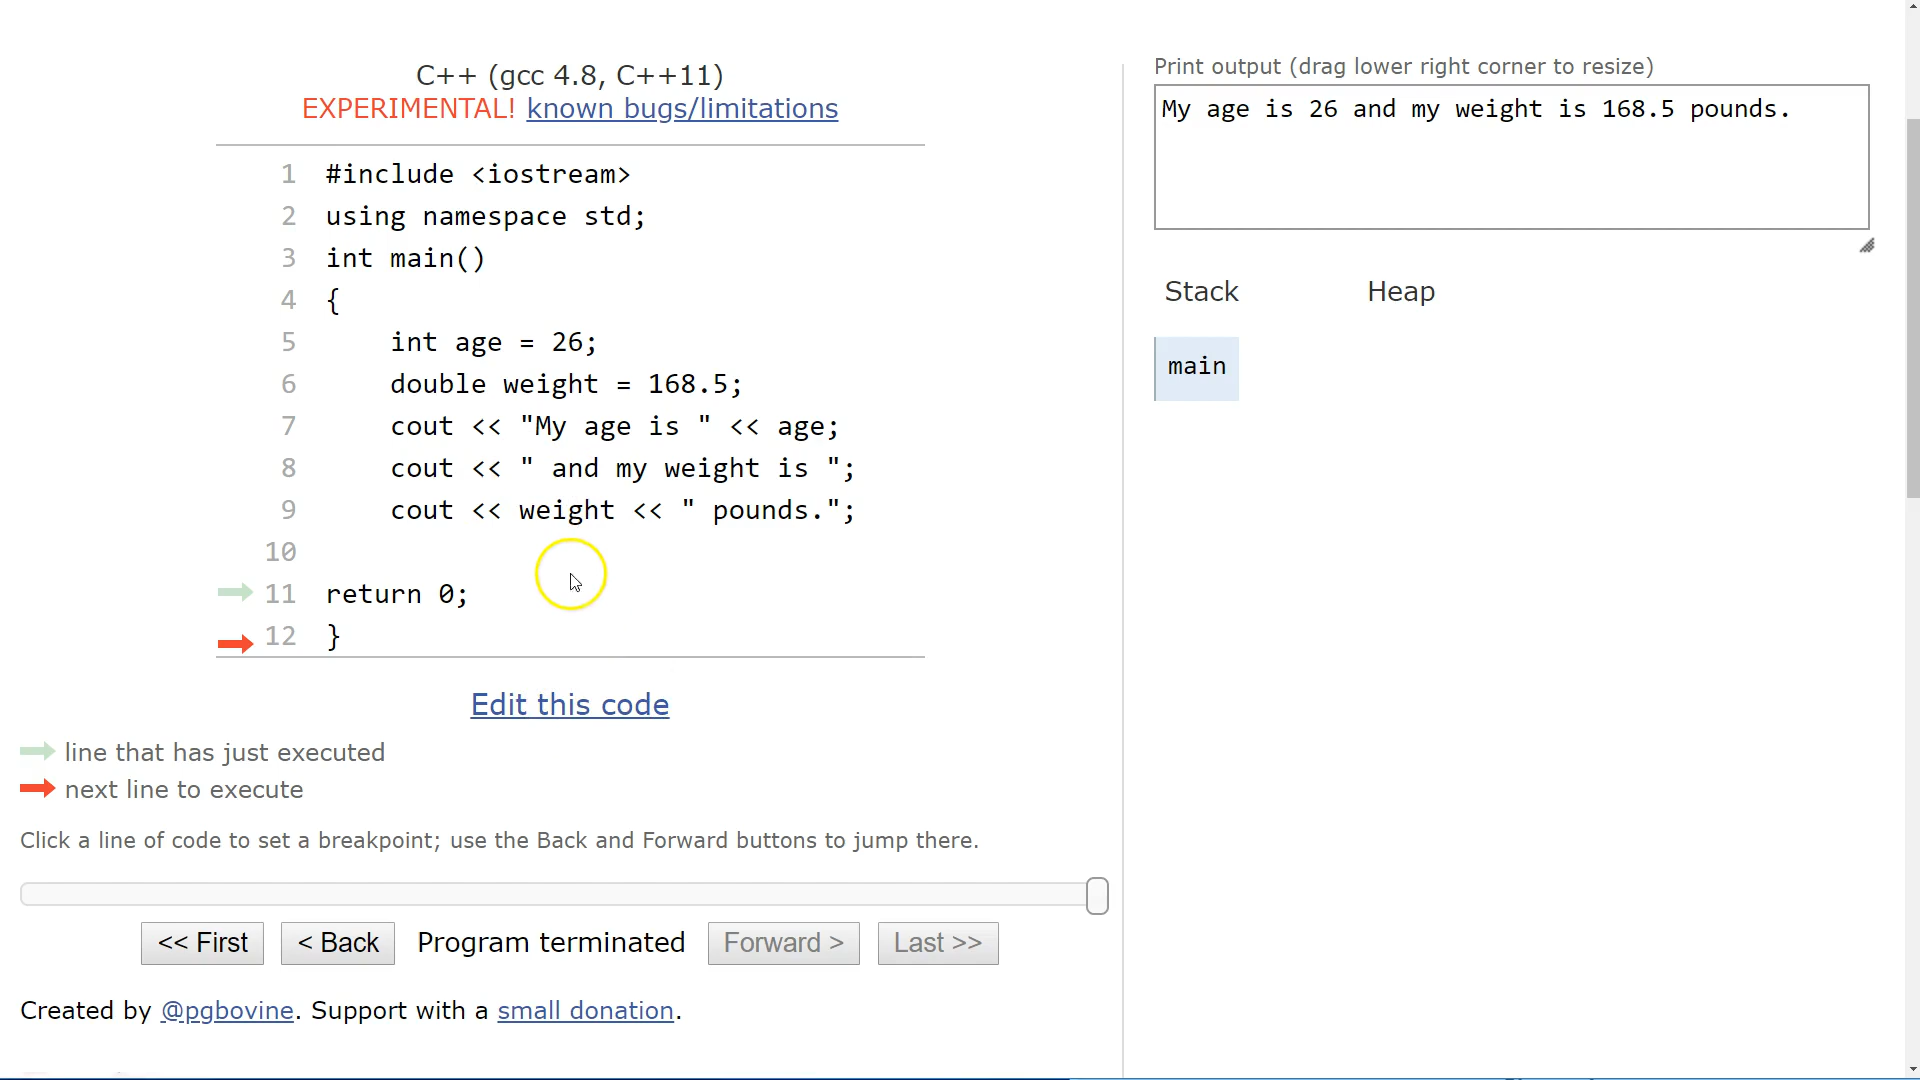 C++ (gcc 4.8, C++11)
EXPERIMENTAL! known bugs/limitations
1 #include <iostream>
2 using namespace std;
3 int main()
4 {
5     int age = 26;
6     double weight = 168.5;
7     cout << "My age is " << age;
8     cout << " and my weight is ";
9     cout << weight << " pounds.";
10
11 return 0;
12 }
Edit this code
line that has just executed
next line to execute
Click a line of code to set a breakpoint; use the Back and Forward buttons to jump there.
<< First < Back Program terminated Forward > Last >>
Created by @pgbovine. Support with a small donation.
Print output (drag lower right corner to resize)
My age is 26 and my weight is 168.5 pounds.
Stack Heap
main